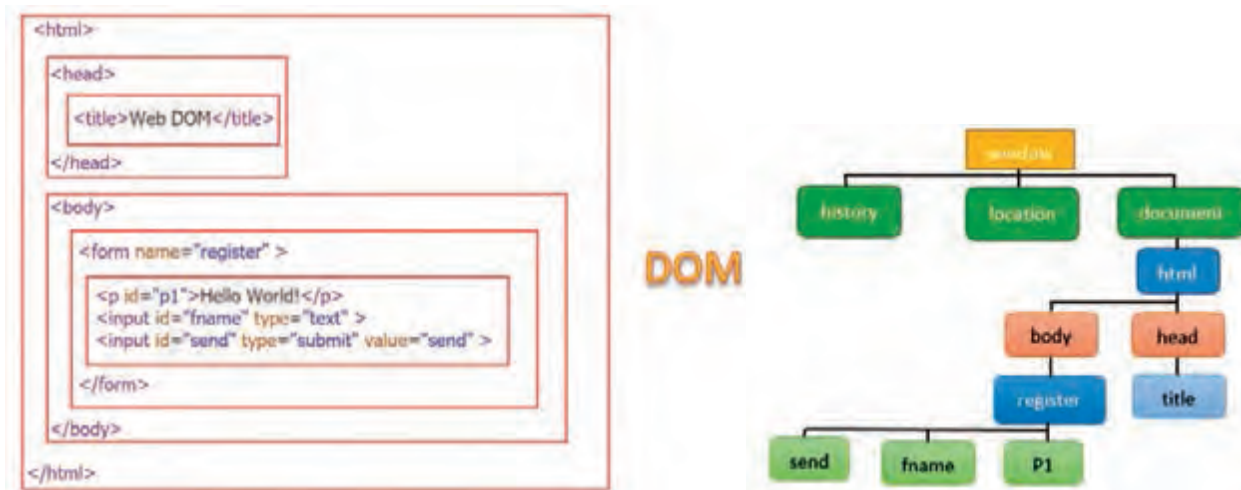 <html>
<head>
<title>Web DOM</title>
</head>
<body>
<form name="register" >
<p id="p1">Hello World!</p>
<input id="fname" type="text" >
<input id="send" type="submit" value="send" >
</form>
</body>
</html>
DOM
window
history location document
html
body head
register title
send fname P1